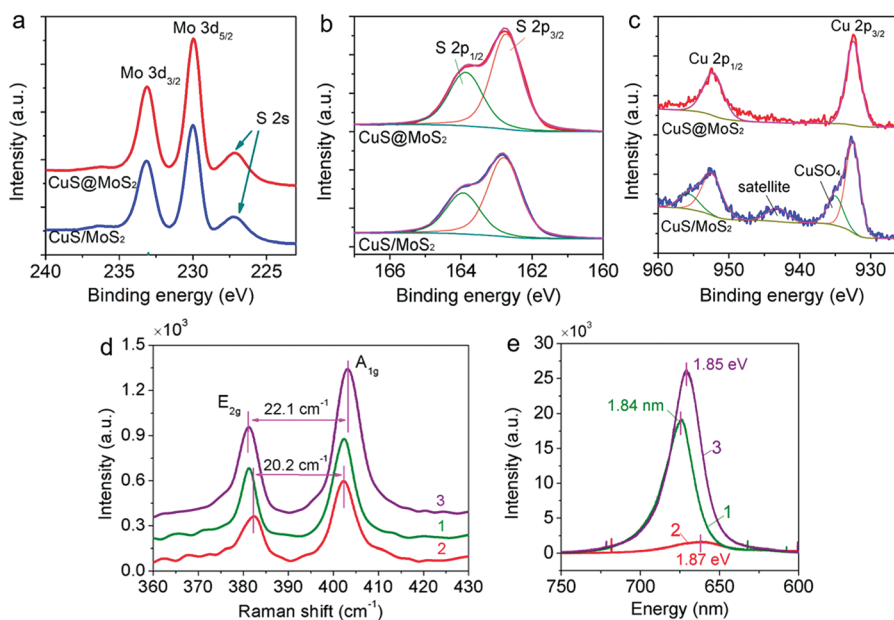 a
Mo 3d5/2
Mo 3d3/2
S 2s
CuS@MoS2
CuS/MoS2
Intensity (a.u.)
240 235 230 225
Binding energy (eV)
b
S 2p3/2
S 2p1/2
CuS@MoS2
CuS/MoS2
Intensity (a.u.)
166 164 162 160
Binding energy (eV)
c
Cu 2p3/2
Cu 2p1/2
CuS@MoS2
CuSO4
satellite
CuS/MoS2
Intensity (a.u.)
960 950 940 930
Binding energy (eV)
×10³
d
A1g
E2g
22.1 cm⁻¹
20.2 cm⁻¹
3
1
2
1.5
1.2
0.9
0.6
0.3
0.0
Intensity (a.u.)
360 370 380 390 400 410 420 430
Raman shift (cm⁻¹)
×10³
e
1.85 eV
1.84 nm
3
1
2
1.87 eV
30
25
20
15
10
5
0
Intensity (a.u.)
750 700 650 600
Energy (nm)